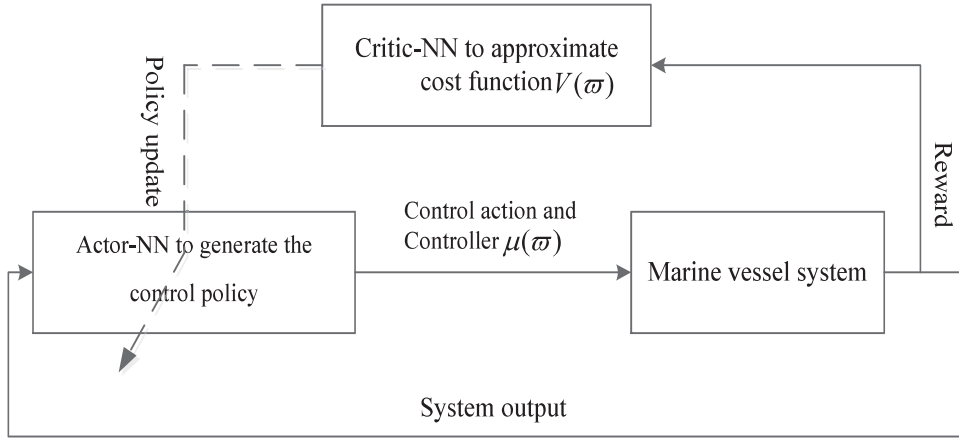 Critic-NN to approximate
cost function V(ϖ)
Policy update
Reward
Control action and
Controller μ(ϖ)
Actor-NN to generate the
control policy
Marine vessel system
System output